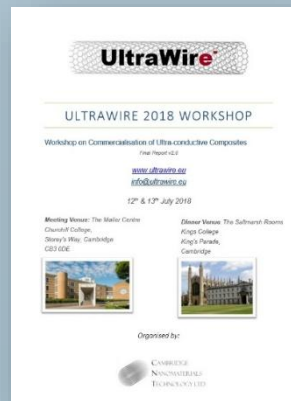 UltraWire
ULTRAWIRE 2018 WORKSHOP
Workshop on Commercialisation of Ultra-conductive Composites
Final Report v2.0
www.ultrawire.eu
info@ultrawire.eu
12th & 13th July 2018
Meeting Venue: The Møller Centre
Churchill College,
Storey's Way, Cambridge
CB3 0DE
Dinner Venue: The Saltmarsh Rooms
Kings College
King's Parade,
Cambridge
Organised by:
CAMBRIDGE
NANOMATERIALS
TECHNOLOGY LTD